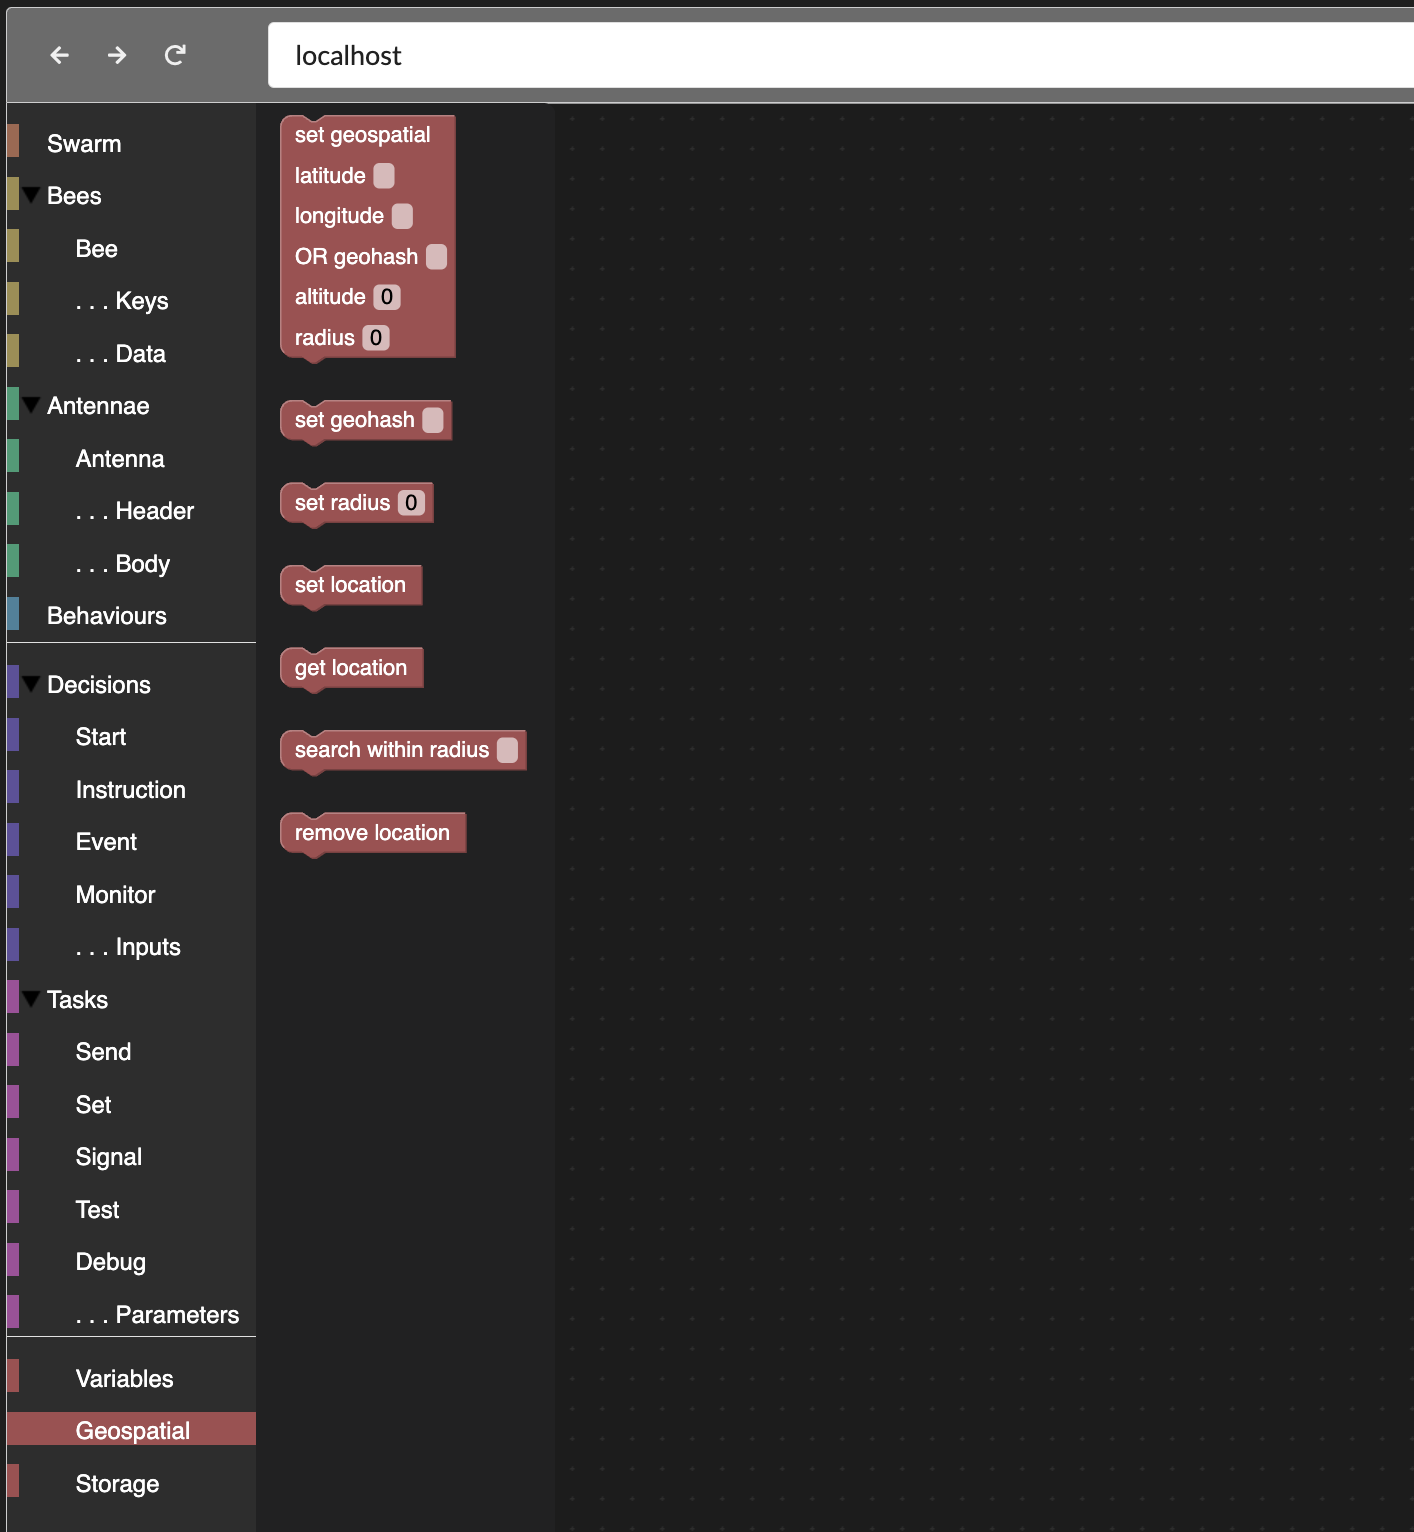 localhost
Swarm
Bees
Bee
. . . Keys
. . . Data
Antennae
Antenna
. . . Header
. . . Body
Behaviours
Decisions
Start
Instruction
Event
Monitor
. . . Inputs
Tasks
Send
Set
Signal
Test
Debug
. . . Parameters
Variables
Geospatial
Storage
set geospatial
latitude
longitude
OR geohash
altitude 0
radius 0
set geohash
set radius 0
set location
get location
search within radius
remove location